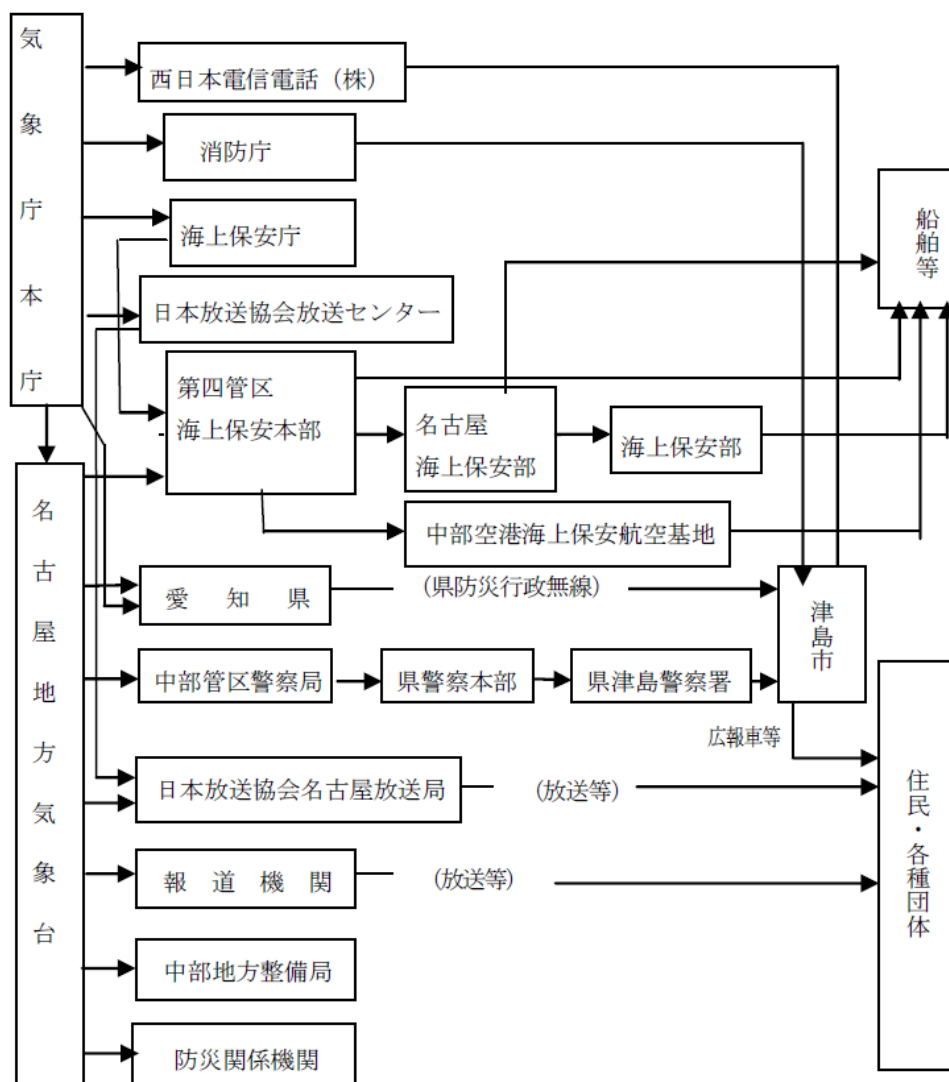 気象庁本庁
西日本電信電話（株）
消防庁
海上保安庁
日本放送協会放送センター
第四管区
海上保安本部
名古屋
海上保安部
海上保安部
中部空港海上保安航空基地
船舶等
名古屋地方気象台
愛知県
(県防災行政無線)
津島市
中部管区警察局
県警察本部
県津島警察署
広報車等
日本放送協会名古屋放送局
(放送等)
住民・各種団体
報道機関
(放送等)
中部地方整備局
防災関係機関